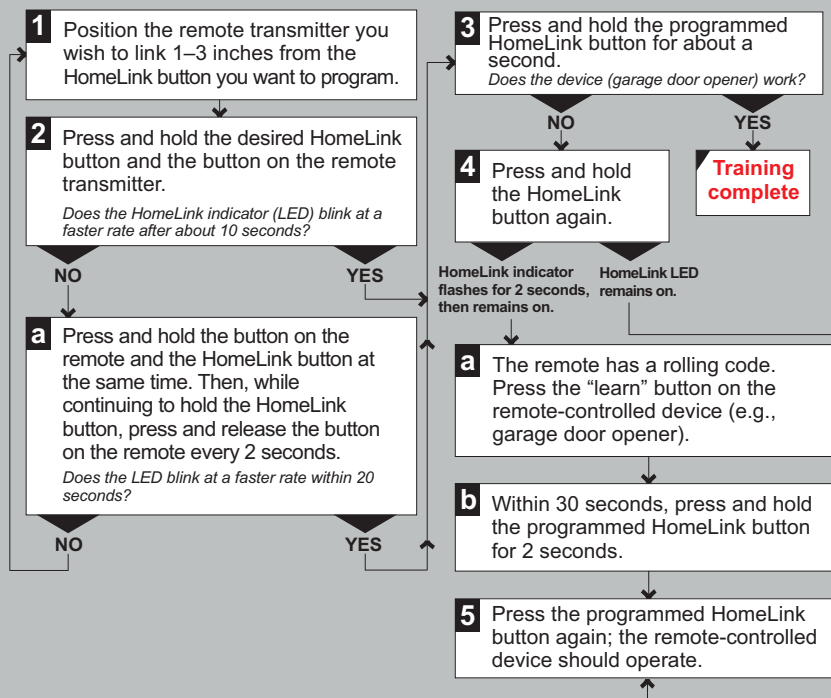 1 Position the remote transmitter you
wish to link 1–3 inches from the
HomeLink button you want to program.
2 Press and hold the desired HomeLink
button and the button on the remote
transmitter.
Does the HomeLink indicator (LED) blink at a
faster rate after about 10 seconds?
NO YES
a Press and hold the button on the
remote and the HomeLink button at
the same time. Then, while
continuing to hold the HomeLink
button, press and release the button
on the remote every 2 seconds.
Does the LED blink at a faster rate within 20
seconds?
NO YES
3 Press and hold the programmed
HomeLink button for about a
second.
Does the device (garage door opener) work?
NO YES
Training
complete
4 Press and hold
the HomeLink
button again.
HomeLink indicator
flashes for 2 seconds,
then remains on.
HomeLink LED
remains on.
a The remote has a rolling code.
Press the “learn” button on the
remote-controlled device (e.g.,
garage door opener).
b Within 30 seconds, press and hold
the programmed HomeLink button
for 2 seconds.
5 Press the programmed HomeLink
button again; the remote-controlled
device should operate.